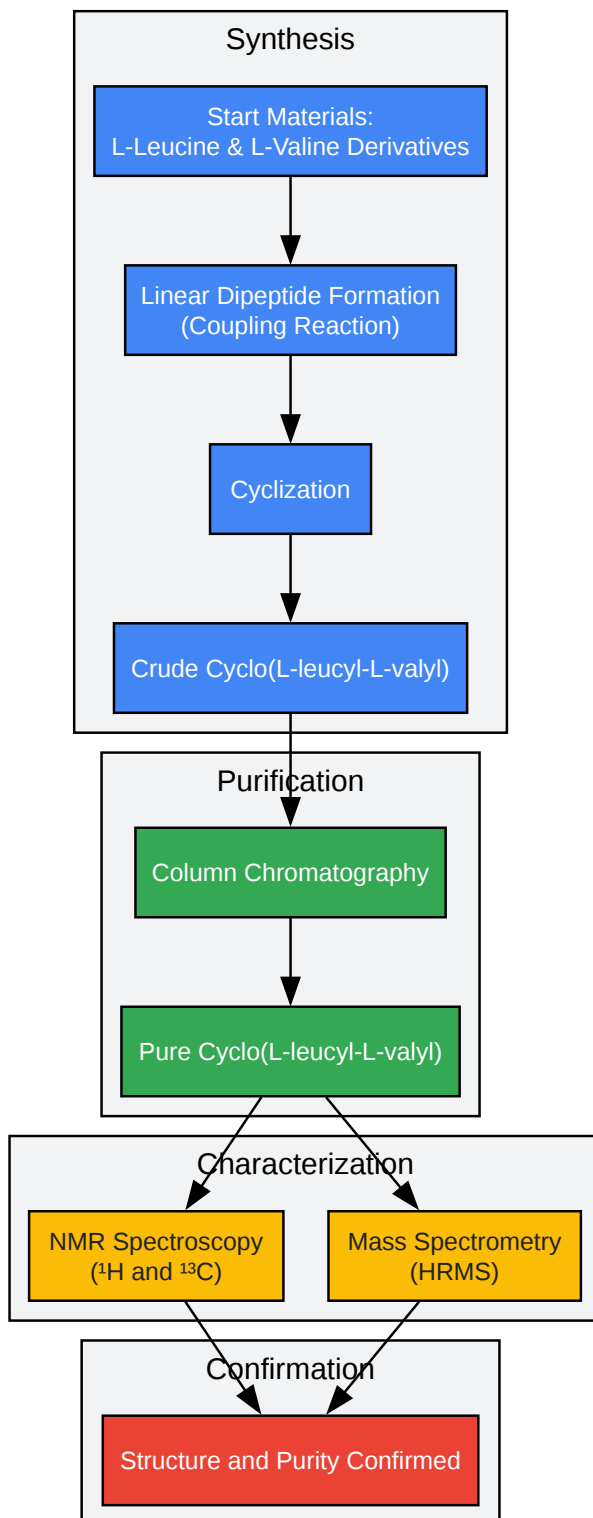 Synthesis
Start Materials:
L-Leucine & L-Valine Derivatives
Linear Dipeptide Formation
(Coupling Reaction)
Cyclization
Crude Cyclo(L-leucyl-L-valyl)
Purification
Column Chromatography
Pure Cyclo(L-leucyl-L-valyl)
Characterization
NMR Spectroscopy
(¹H and ¹³C)
Mass Spectrometry
(HRMS)
Confirmation
Structure and Purity Confirmed